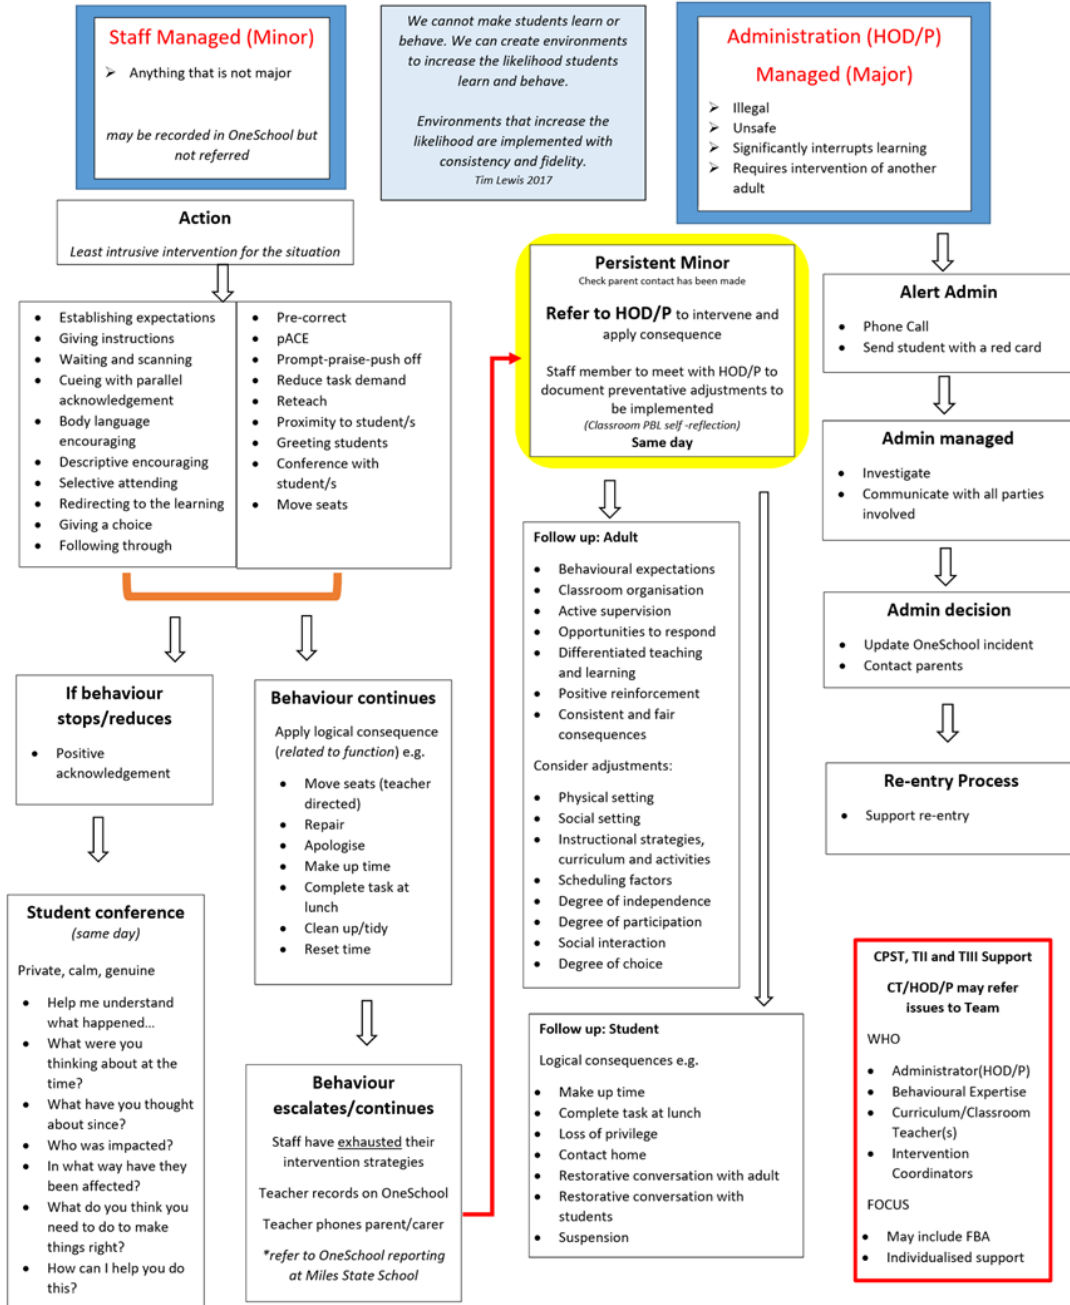 Staff Managed (Minor)
➢ Anything that is not major
may be recorded in OneSchool but
not referred
We cannot make students learn or
behave. We can create environments
to increase the likelihood students
learn and behave.
Environments that increase the
likelihood are implemented with
consistency and fidelity.
Tim Lewis 2017
Administration (HOD/P)
Managed (Major)
➢ Illegal
➢ Unsafe
➢ Significantly interrupts learning
➢ Requires intervention of another
adult
Action
Least intrusive intervention for the situation
• Establishing expectations
• Giving instructions
• Waiting and scanning
• Cueing with parallel
acknowledgement
• Body language
encouraging
• Descriptive encouraging
• Selective attending
• Redirecting to the learning
• Giving a choice
• Following through
• Pre-correct
• pACE
• Prompt-praise-push off
• Reduce task demand
• Reteach
• Proximity to student/s
• Greeting students
• Conference with
student/s
• Move seats
If behaviour
stops/reduces
• Positive
acknowledgement
Student conference
(same day)
Private, calm, genuine
• Help me understand
what happened...
• What were you
thinking about at the
time?
• What have you thought
about since?
• Who was impacted?
• In what way have they
been affected?
• What do you think you
need to do to make
things right?
• How can I help you do
this?
Behaviour continues
Apply logical consequence
(related to function) e.g.
• Move seats (teacher
directed)
• Repair
• Apologise
• Make up time
• Complete task at
lunch
• Clean up/tidy
• Reset time
Behaviour
escalates/continues
Staff have exhausted their
intervention strategies
Teacher records on OneSchool
Teacher phones parent/carer
*refer to OneSchool reporting
at Miles State School
Persistent Minor
Check parent contact has been made
Refer to HOD/P to intervene and
apply consequence
Staff member to meet with HOD/P to
document preventative adjustments to
be implemented
(Classroom PBL self -reflection)
Same day
Follow up: Adult
• Behavioural expectations
• Classroom organisation
• Active supervision
• Opportunities to respond
• Differentiated teaching
and learning
• Positive reinforcement
• Consistent and fair
consequences
Consider adjustments:
• Physical setting
• Social setting
• Instructional strategies,
curriculum and activities
• Scheduling factors
• Degree of independence
• Degree of participation
• Social interaction
• Degree of choice
Follow up: Student
Logical consequences e.g.
• Make up time
• Complete task at lunch
• Loss of privilege
• Contact home
• Restorative conversation with adult
• Restorative conversation with
students
• Suspension
Alert Admin
• Phone Call
• Send student with a red card
Admin managed
• Investigate
• Communicate with all parties
involved
Admin decision
• Update OneSchool incident
• Contact parents
Re-entry Process
• Support re-entry
CPST, TII and TIII Support
CT/HOD/P may refer
issues to Team
WHO
• Administrator(HOD/P)
• Behavioural Expertise
• Curriculum/Classroom
Teacher(s)
• Intervention
Coordinators
FOCUS
• May include FBA
• Individualised support